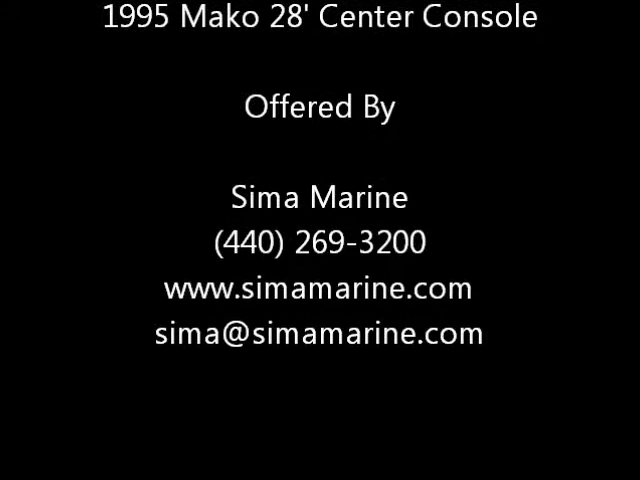 1995 Mako 28' Center Console
Offered By
Sima Marine
(440) 269-3200
www.simamarine.com
sima@simamarine.com